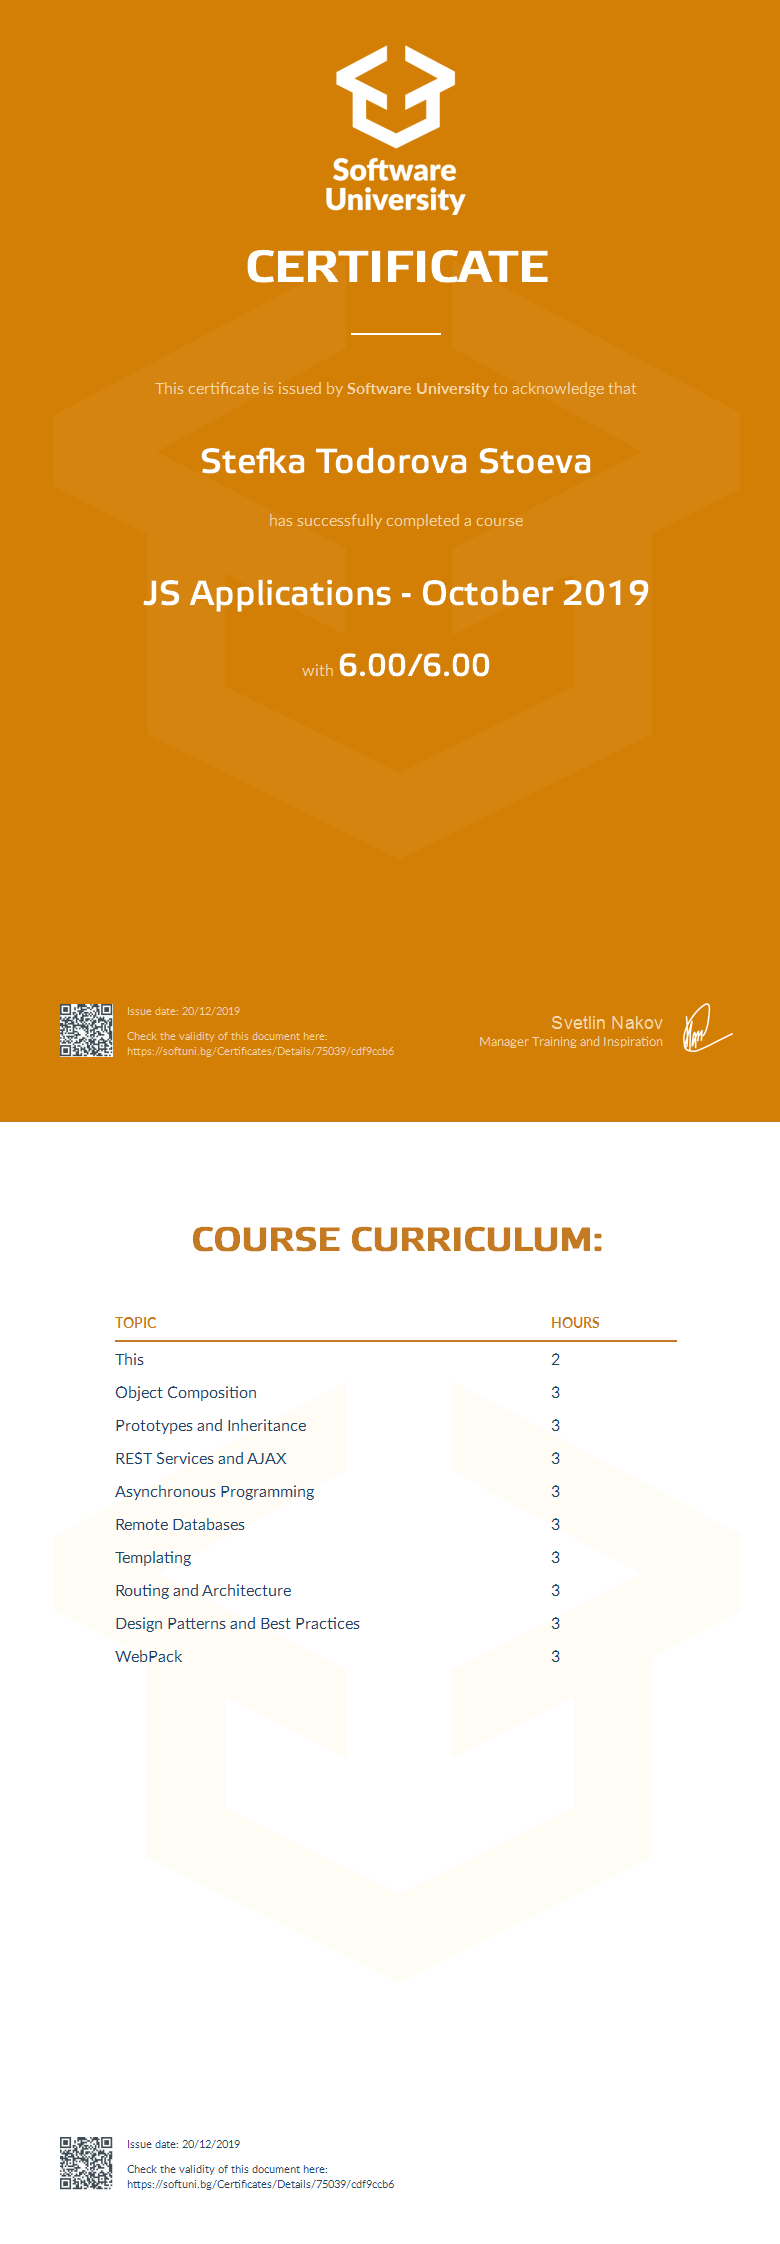 Software
University
CERTIFICATE
This certificate is issued by Software University to acknowledge that
Stefka Todorova Stoeva
has successfully completed a course
JS Applications - October 2019
with 6.00/6.00
Issue date: 20/12/2019
Check the validity of this document here:
https://softuni.bg/Certificates/Details/75039/cdf9ccb6
Svetlin Nakov
Manager Training and Inspiration
COURSE CURRICULUM:
TOPIC HOURS
This 2
Object Composition 3
Prototypes and Inheritance 3
REST Services and AJAX 3
Asynchronous Programming 3
Remote Databases 3
Templating 3
Routing and Architecture 3
Design Patterns and Best Practices 3
WebPack 3
Issue date: 20/12/2019
Check the validity of this document here:
https://softuni.bg/Certificates/Details/75039/cdf9ccb6